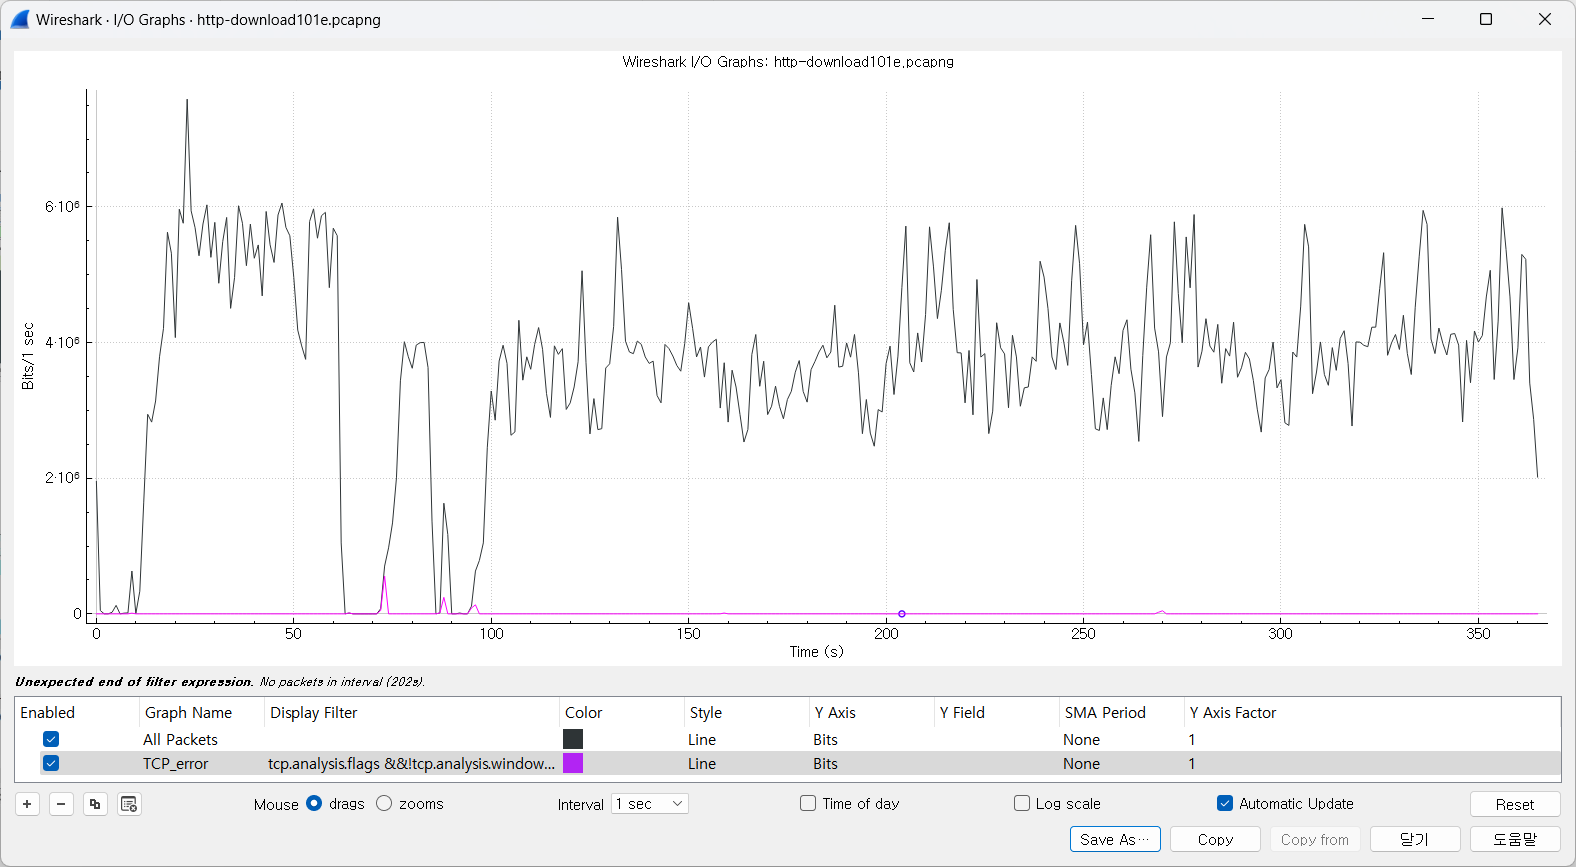 Wireshark · I/O Graphs · http-download101e.pcapng
Wireshark I/O Graphs: http-download101e.pcapng
6·10⁶
4·10⁶
2·10⁶
0
Bits/1 sec
0 50 100 150 200 250 300 350
Time (s)
Unexpected end of filter expression. No packets in interval (202s).
Enabled Graph Name Display Filter Color Style Y Axis Y Field SMA Period Y Axis Factor
All Packets Line Bits None 1
TCP_error tcp.analysis.flags &&!tcp.analysis.window... Line Bits None 1
+ − Mouse drags zooms Interval 1 sec Time of day Log scale Automatic Update Reset
Save As… Copy Copy from 닫기 도움말